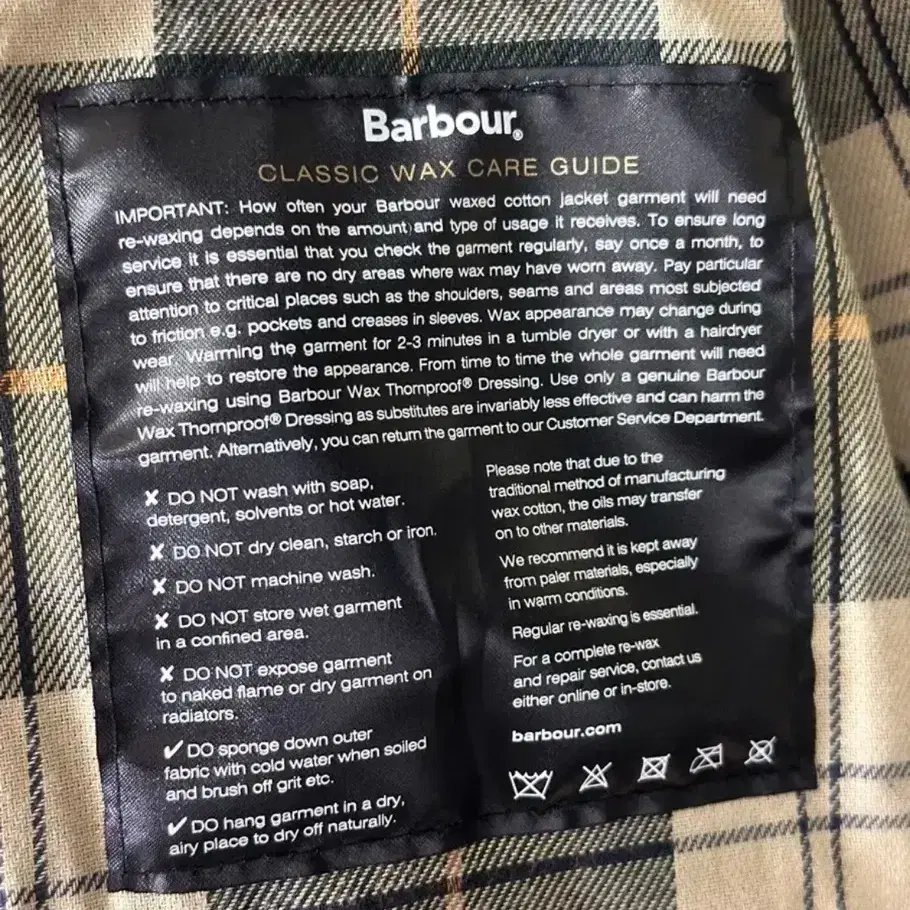 Barbour®
CLASSIC WAX CARE GUIDE
IMPORTANT: How often your Barbour waxed cotton jacket garment will need
re-waxing depends on the amount and type of usage it receives. To ensure long
service it is essential that you check the garment regularly, say once a month, to
ensure that there are no dry areas where wax may have worn away. Pay particular
attention to critical places such as the shoulders, seams and areas most subjected
to friction e.g. pockets and creases in sleeves. Wax appearance may change during
wear. Warming the garment for 2-3 minutes in a tumble dryer or with a hairdryer
will help to restore the appearance. From time to time the whole garment will need
re-waxing using Barbour Wax Thornproof® Dressing. Use only a genuine Barbour
Wax Thornproof® Dressing as substitutes are invariably less effective and can harm the
garment. Alternatively, you can return the garment to our Customer Service Department.
✘ DO NOT wash with soap,
detergent, solvents or hot water.
✘ DO NOT dry clean, starch or iron.
✘ DO NOT machine wash.
✘ DO NOT store wet garment
in a confined area.
✘ DO NOT expose garment
to naked flame or dry garment on
radiators.
✔ DO sponge down outer
fabric with cold water when soiled
and brush off grit etc.
✔ DO hang garment in a dry,
airy place to dry off naturally.
Please note that due to the
traditional method of manufacturing
wax cotton, the oils may transfer
on to other materials.
We recommend it is kept away
from paler materials, especially
in warm conditions.
Regular re-waxing is essential.
For a complete re-wax
and repair service, contact us
either online or in-store.
barbour.com